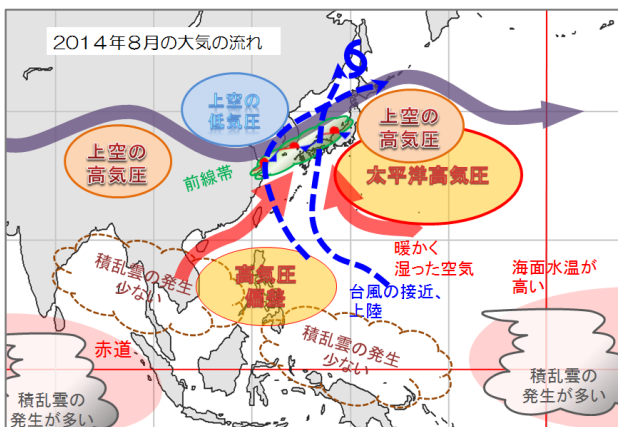 2014年8月の大気の流れ
上空の
低気圧
上空の
高気圧
上空の
高気圧
太平洋高気圧
前線帯
暖かく
湿った空気
海面水温が
高い
積乱雲の発生
少ない
高気圧
偏差
台風の接近、
上陸
赤道
積乱雲の発生
少ない
積乱雲の
発生が多い
積乱雲の
発生が多い